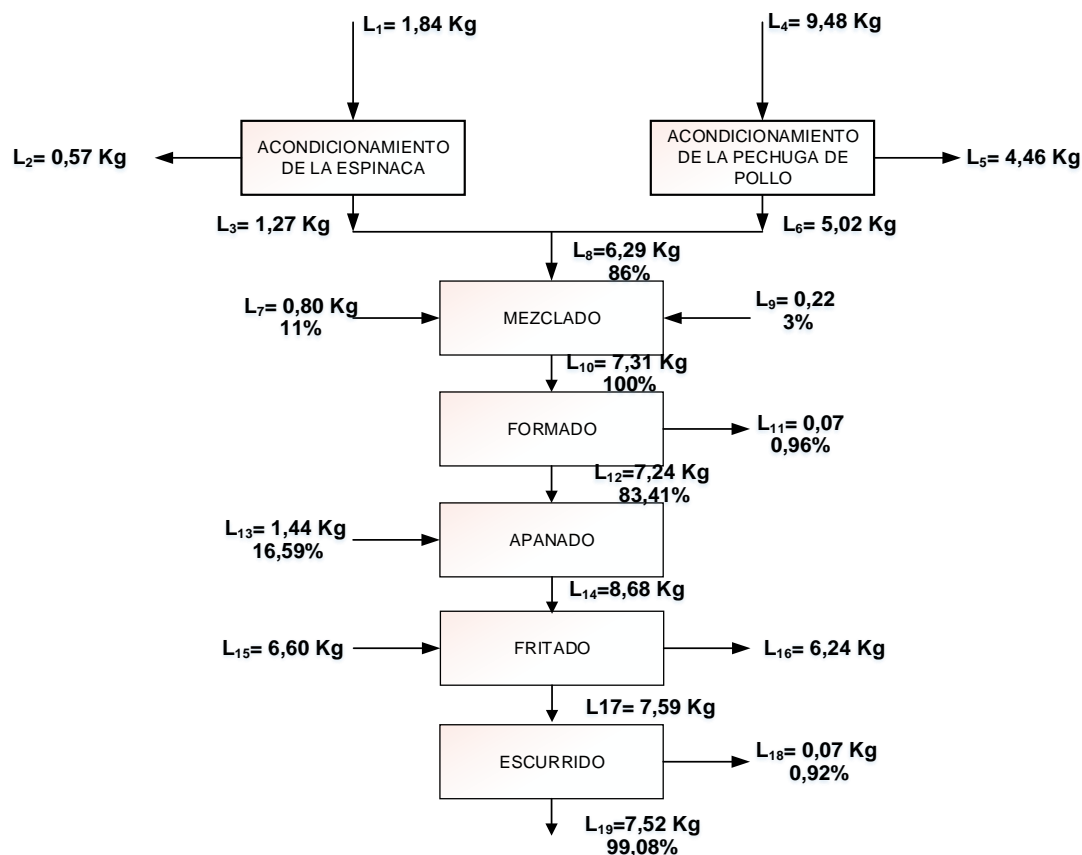 L₁= 1,84 Kg
L₄= 9,48 Kg
ACONDICIONAMIENTO
DE LA ESPINACA
L₂= 0,57 Kg
ACONDICIONAMIENTO
DE LA PECHUGA DE
POLLO
L₅= 4,46 Kg
L₃= 1,27 Kg
L₆= 5,02 Kg
L₈=6,29 Kg
86%
L₇= 0,80 Kg
11%
MEZCLADO
L₉= 0,22
3%
L₁₀= 7,31 Kg
100%
FORMADO
L₁₁= 0,07
0,96%
L₁₂=7,24 Kg
83,41%
L₁₃= 1,44 Kg
16,59%
APANADO
L₁₄=8,68 Kg
L₁₅= 6,60 Kg
FRITADO
L₁₆= 6,24 Kg
L17= 7,59 Kg
ESCURRIDO
L₁₈= 0,07 Kg
0,92%
L₁₉=7,52 Kg
99,08%